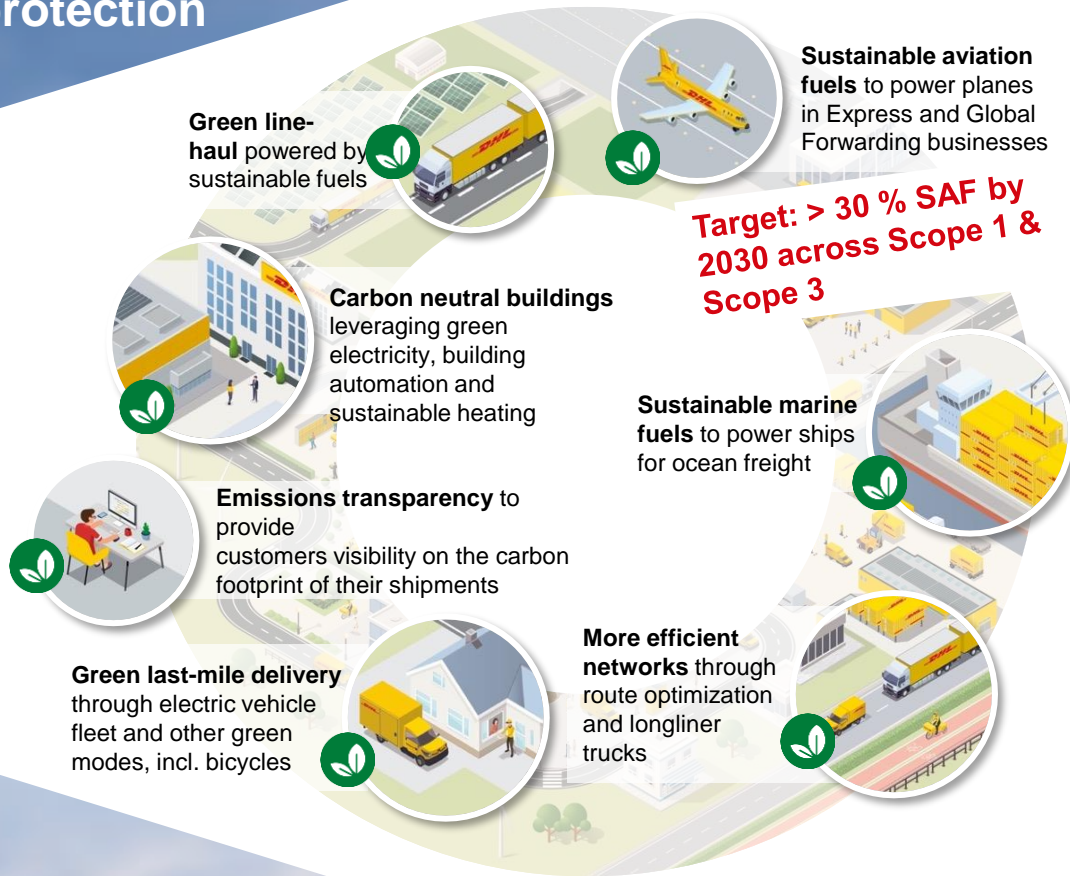 rotection
Sustainable aviation
fuels to power planes
in Express and Global
Forwarding businesses
Green line-
haul powered by
sustainable fuels
Target: > 30 % SAF by
2030 across Scope 1 &
Scope 3
Carbon neutral buildings
leveraging green
electricity, building
automation and
sustainable heating
Sustainable marine
fuels to power ships
for ocean freight
Emissions transparency to
provide
customers visibility on the carbon
footprint of their shipments
More efficient
networks through
route optimization
and longliner
trucks
Green last-mile delivery
through electric vehicle
fleet and other green
modes, incl. bicycles
DHL
DHL
DHL
DHL